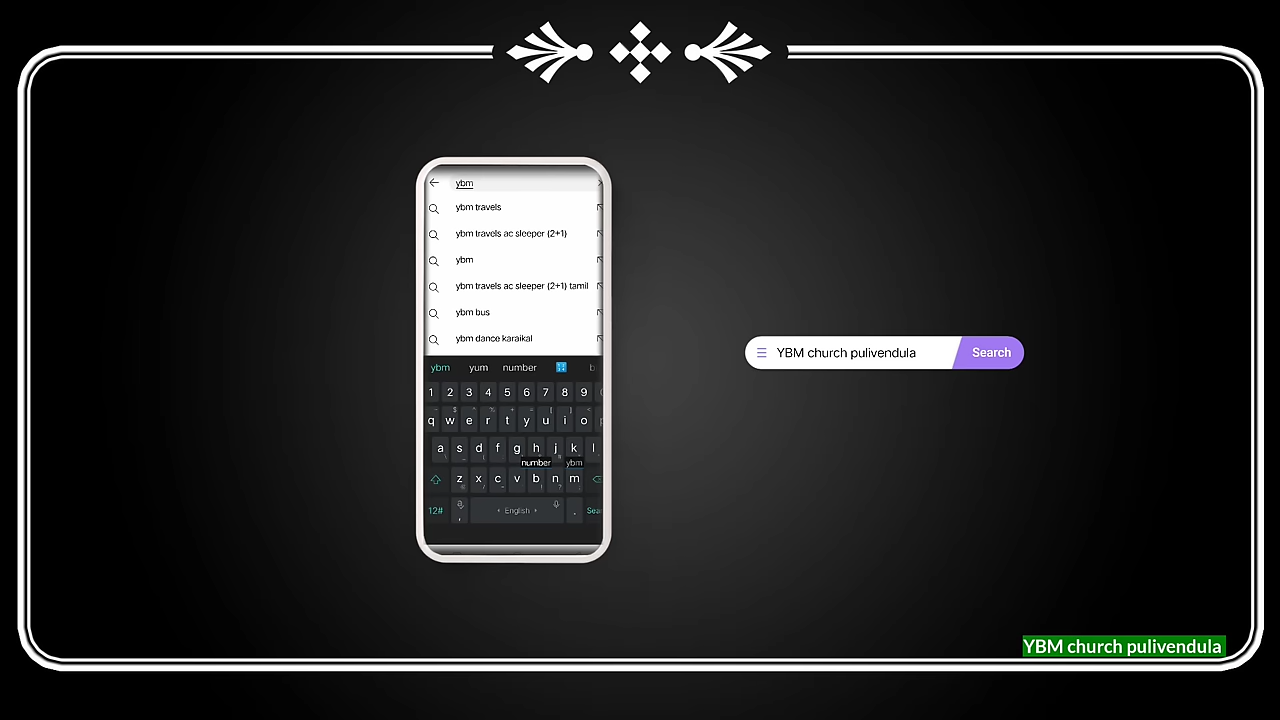 ybm
ybm travels
ybm travels ac sleeper (2+1)
ybm
ybm travels ac sleeper (2+1) tamil
ybm bus
ybm dance karaikal
ybm yum number
1 2 3 4 5 6 7 8 9
q w e r t y u i o
a s d f g h j k l
number ybm
z x c v b n m
12# , English .
YBM church pulivendula Search
YBM church pulivendula